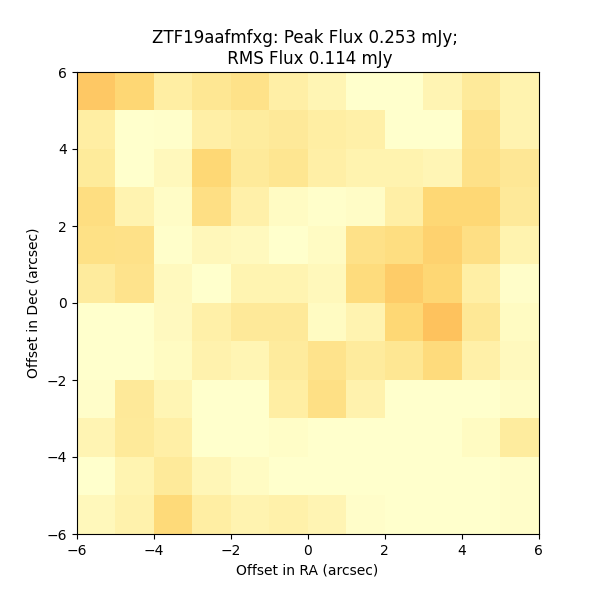 ZTF19aafmfxg: Peak Flux 0.253 mJy;
RMS Flux 0.114 mJy
6
4
2
0
−2
−4
−6
Offset in Dec (arcsec)
−6 −4 −2 0 2 4 6
Offset in RA (arcsec)